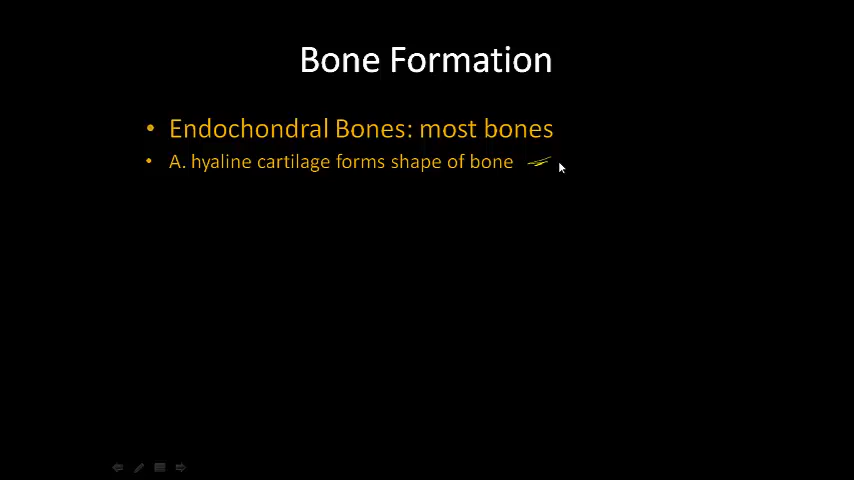 Bone Formation
• Endochondral Bones: most bones
• A. hyaline cartilage forms shape of bone